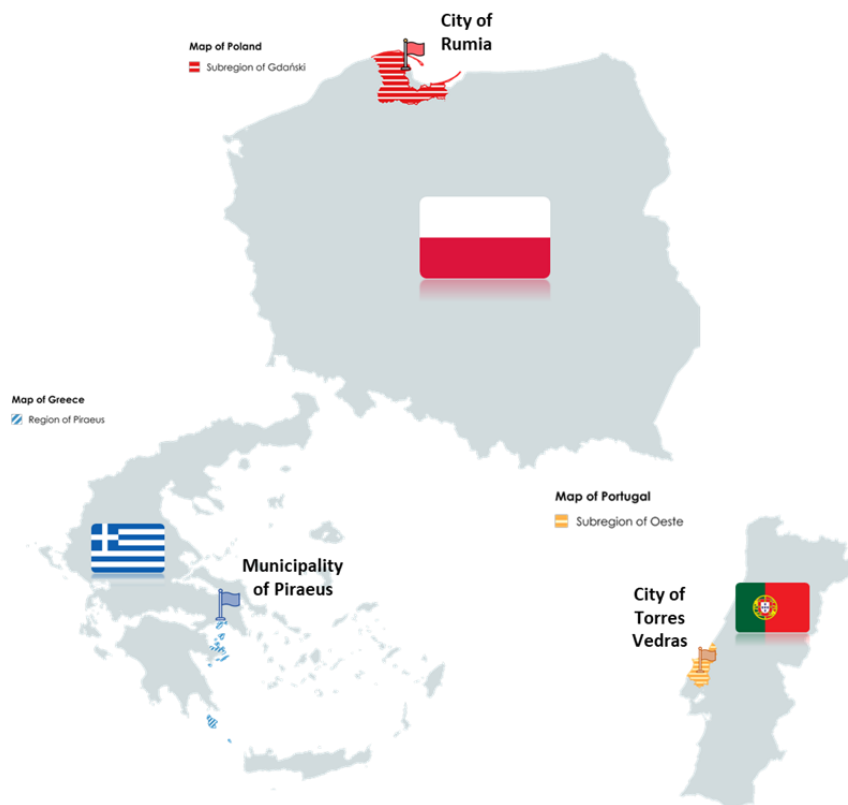 City of
Rumia
Map of Poland
Subregion of Gdański
Map of Greece
Region of Piraeus
Municipality
of Piraeus
Map of Portugal
Subregion of Oeste
City of
Torres
Vedras